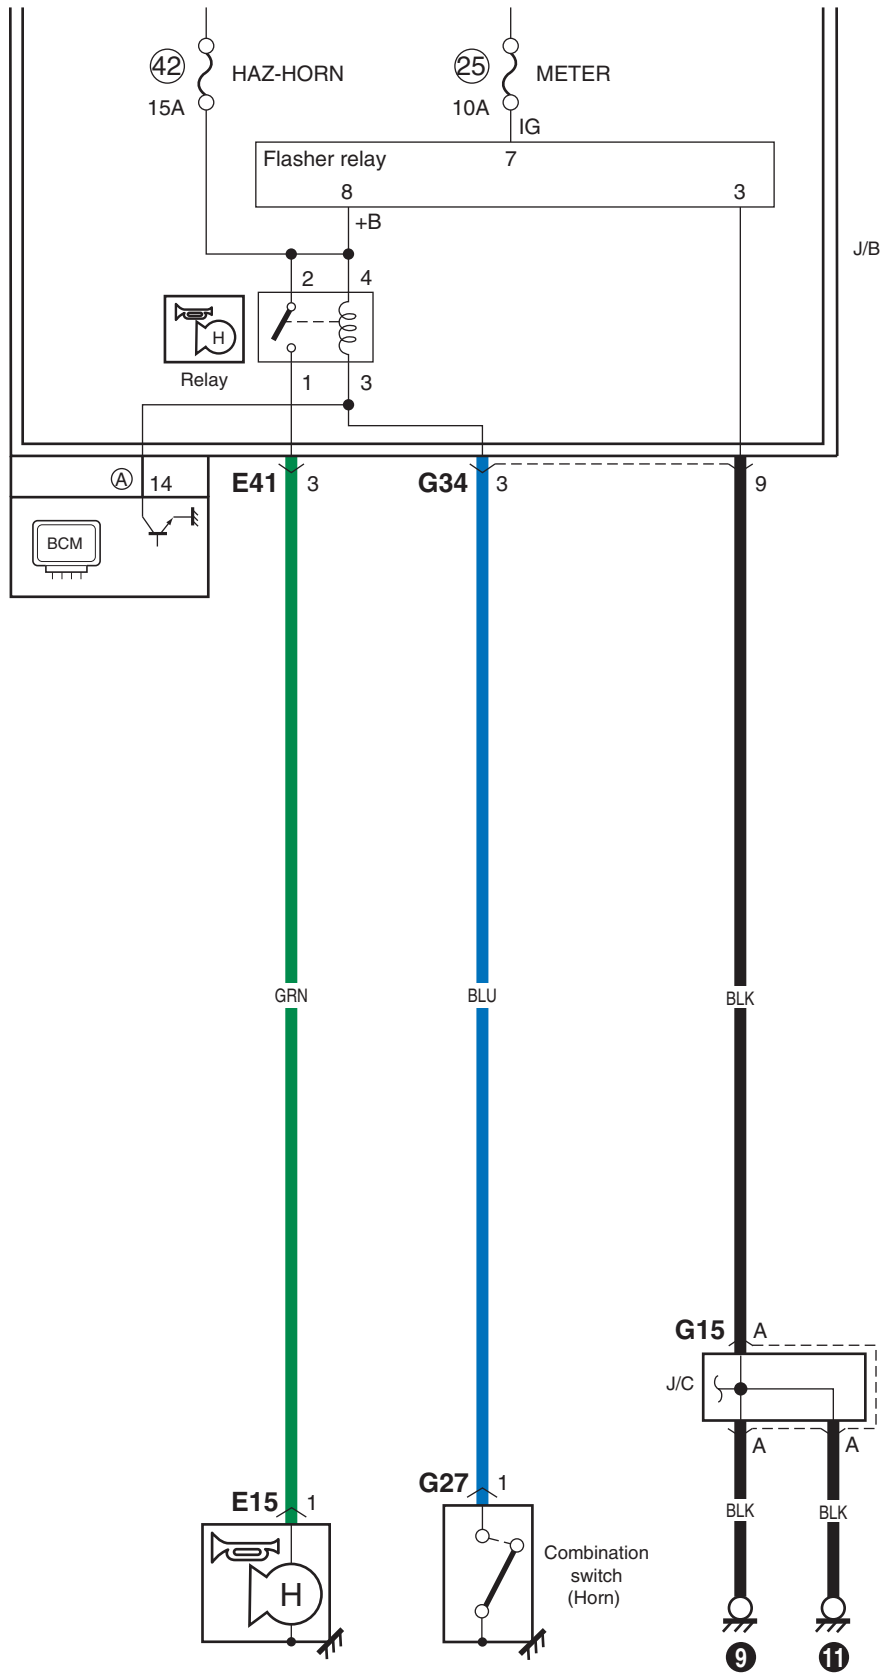 42 HAZ-HORN 25 METER
15A 10A
IG
Flasher relay 7
8 3
+B
J/B
2 4
H
Relay 1 3
A 14 E41 3 G34 3 9
BCM
GRN BLU BLK
G15 A
J/C
A A
E15 1 G27 1
BLK BLK
H
Combination
switch
(Horn)
9 11